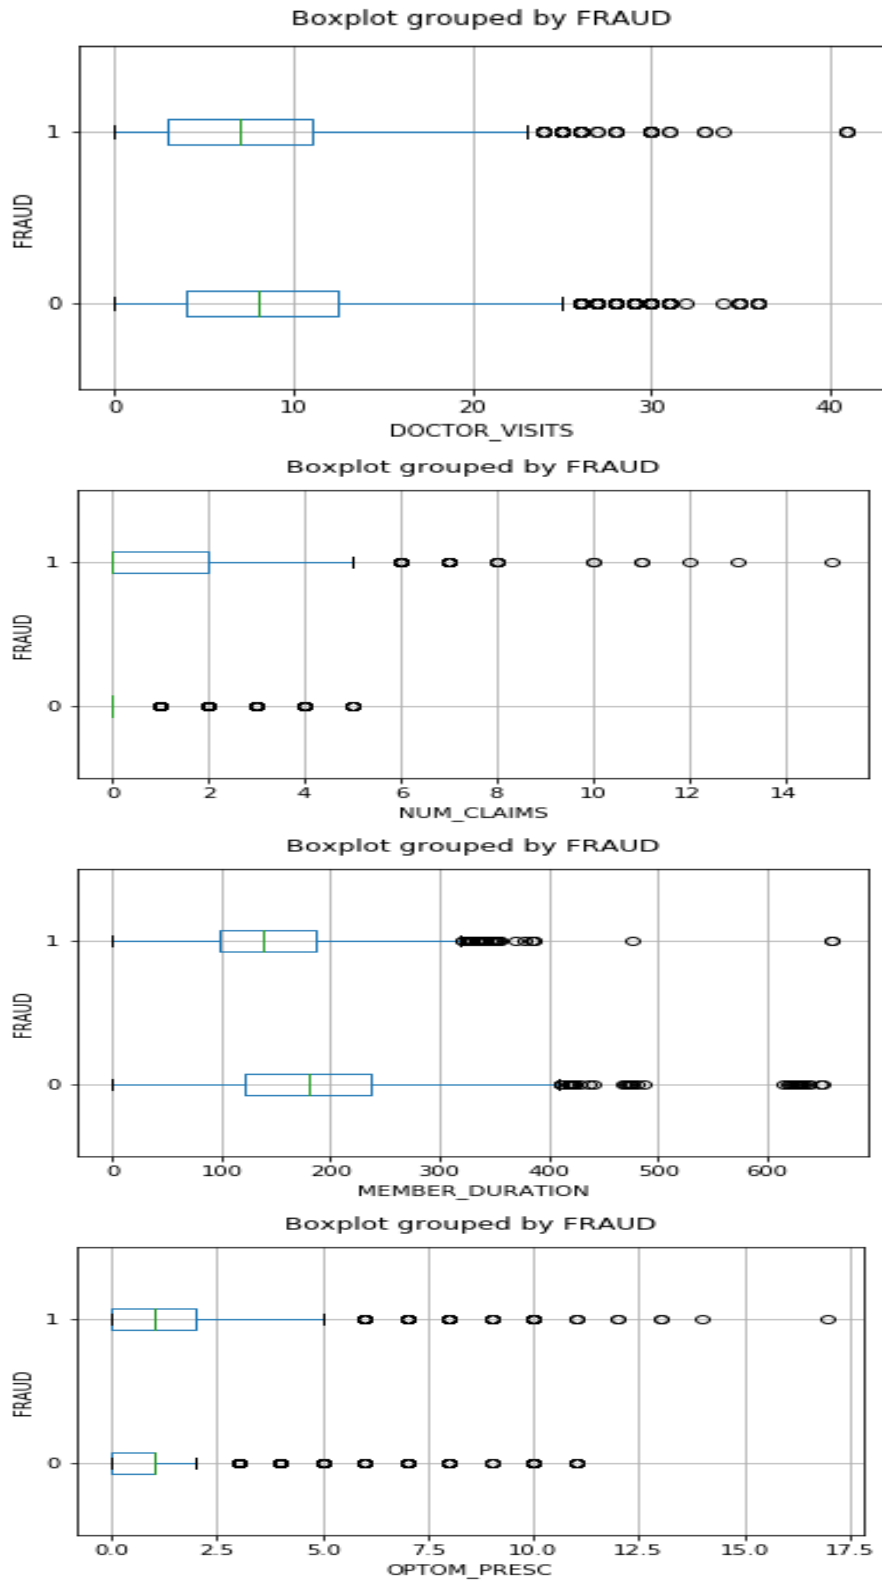 Boxplot grouped by FRAUD
1
FRAUD
0
0 10 20 30 40
DOCTOR_VISITS
Boxplot grouped by FRAUD
1
FRAUD
0
0 2 4 6 8 10 12 14
NUM_CLAIMS
Boxplot grouped by FRAUD
1
FRAUD
0
0 100 200 300 400 500 600
MEMBER_DURATION
Boxplot grouped by FRAUD
1
FRAUD
0
0.0 2.5 5.0 7.5 10.0 12.5 15.0 17.5
OPTOM_PRESC